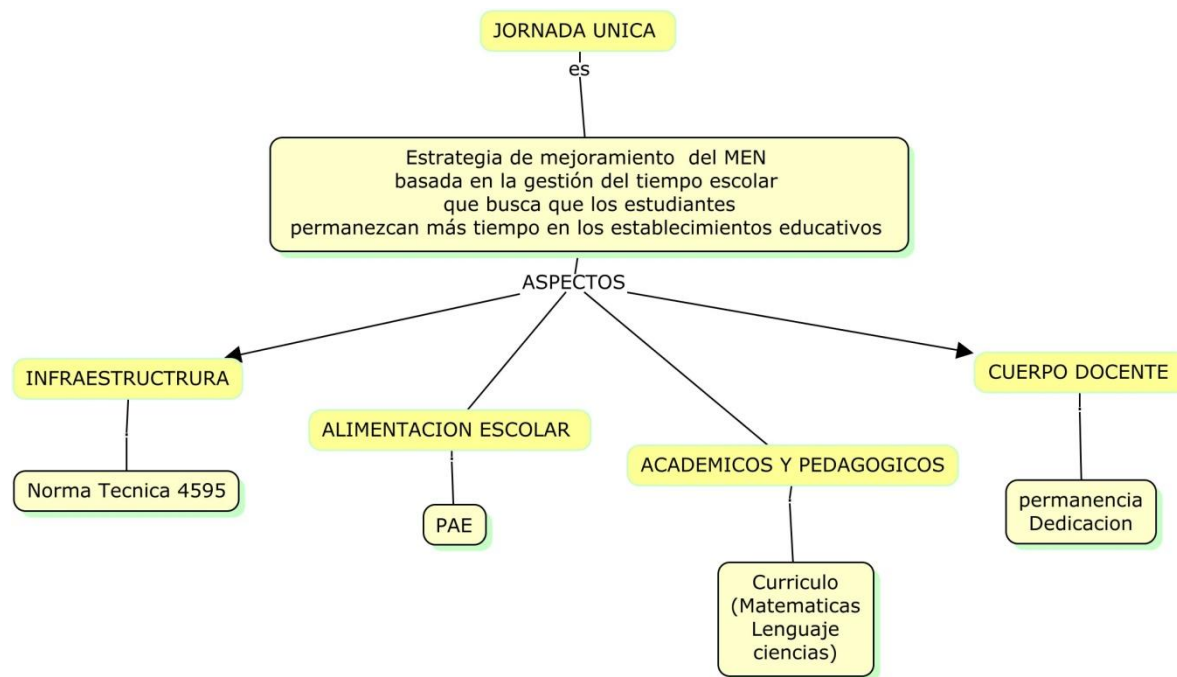 JORNADA UNICA
es
Estrategia de mejoramiento del MEN
basada en la gestión del tiempo escolar
que busca que los estudiantes
permanezcan más tiempo en los establecimientos educativos
ASPECTOS
INFRAESTRUCTRURA
Norma Tecnica 4595
ALIMENTACION ESCOLAR
PAE
ACADEMICOS Y PEDAGOGICOS
Curriculo
(Matematicas
Lenguaje
ciencias)
CUERPO DOCENTE
permanencia
Dedicacion